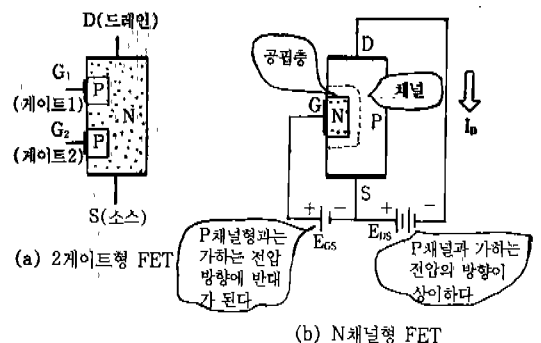 D(드레인)
G₁
(게이트1)
P
N
G₂
(게이트2)
P
S(소스)
(a) 2게이트형 FET
공핍층
D
채널
G
N
P
I_D
S
+ -
E_GS
+ -
E_DS
P채널형과는
가하는 전압
방향에 반대
가 된다
P채널과 가하는
전압의 방향이
상이하다
(b) N채널형 FET